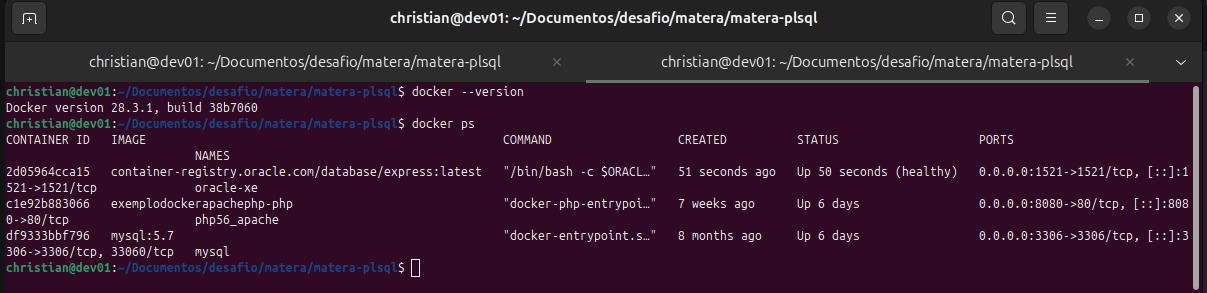 christian@dev01: ~/Documentos/desafio/matera/matera-plsql
christian@dev01: ~/Documentos/desafio/matera/matera-plsql × christian@dev01: ~/Documentos/desafio/matera/matera-plsql ×
christian@dev01:~/Documentos/desafio/matera/matera-plsql$ docker --version
Docker version 28.3.1, build 38b7060
christian@dev01:~/Documentos/desafio/matera/matera-plsql$ docker ps
CONTAINER ID   IMAGE                                             COMMAND                  CREATED          STATUS                    PORTS
                          NAMES
2d05964cca15   container-registry.oracle.com/database/express:latest   "/bin/bash -c $ORACL…"   51 seconds ago   Up 50 seconds (healthy)   0.0.0.0:1521->1521/tcp, [::]:1
521->1521/tcp             oracle-xe
c1e92b883066   exemplodockerapachephp-php                        "docker-php-entrypoi…"   7 weeks ago      Up 6 days                 0.0.0.0:8080->80/tcp, [::]:808
0->80/tcp                 php56_apache
df9333bbf796   mysql:5.7                                         "docker-entrypoint.s…"   8 months ago     Up 6 days                 0.0.0.0:3306->3306/tcp, [::]:3
306->3306/tcp, 33060/tcp   mysql
christian@dev01:~/Documentos/desafio/matera/matera-plsql$